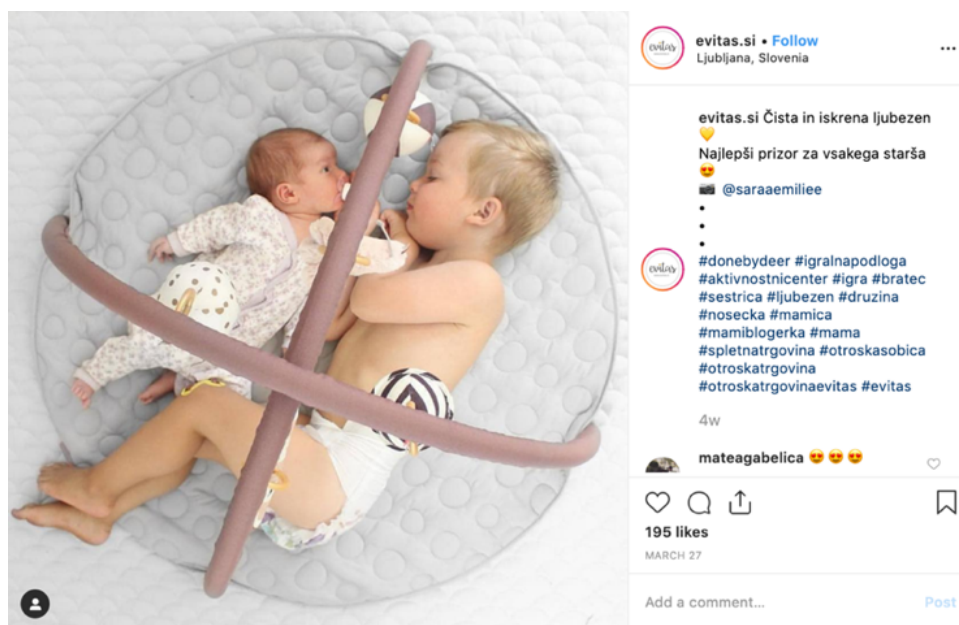 evitas.si • Follow
Ljubljana, Slovenia
evitas
evitas.si Čista in iskrena ljubezen
💛
Najlepši prizor za vsakega starša
😍
📷 @saraaemiliee
•
•
•
evitas
#donebydeer #igralnapodloga
#aktivnostnicenter #igra #bratec
#sestrica #ljubezen #druzina
#nosecka #mamica
#mamiblogerka #mama
#spletnatrgovina #otroskasobica
#otroskatrgovina
#otroskatrgovinaevitas #evitas
4w
mateagabelica 😍 😍 😍
195 likes
MARCH 27
Add a comment... Post